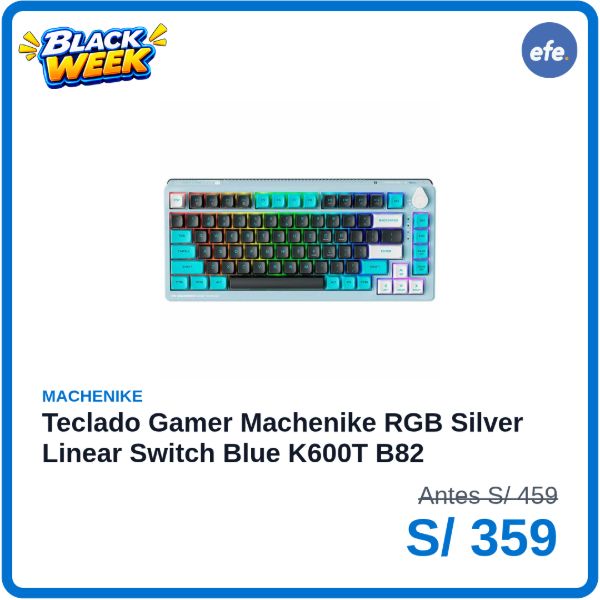 BLACK
WEEK
efe.
MACHENIKE
Teclado Gamer Machenike RGB Silver
Linear Switch Blue K600T B82
Antes S/ 459
S/ 359